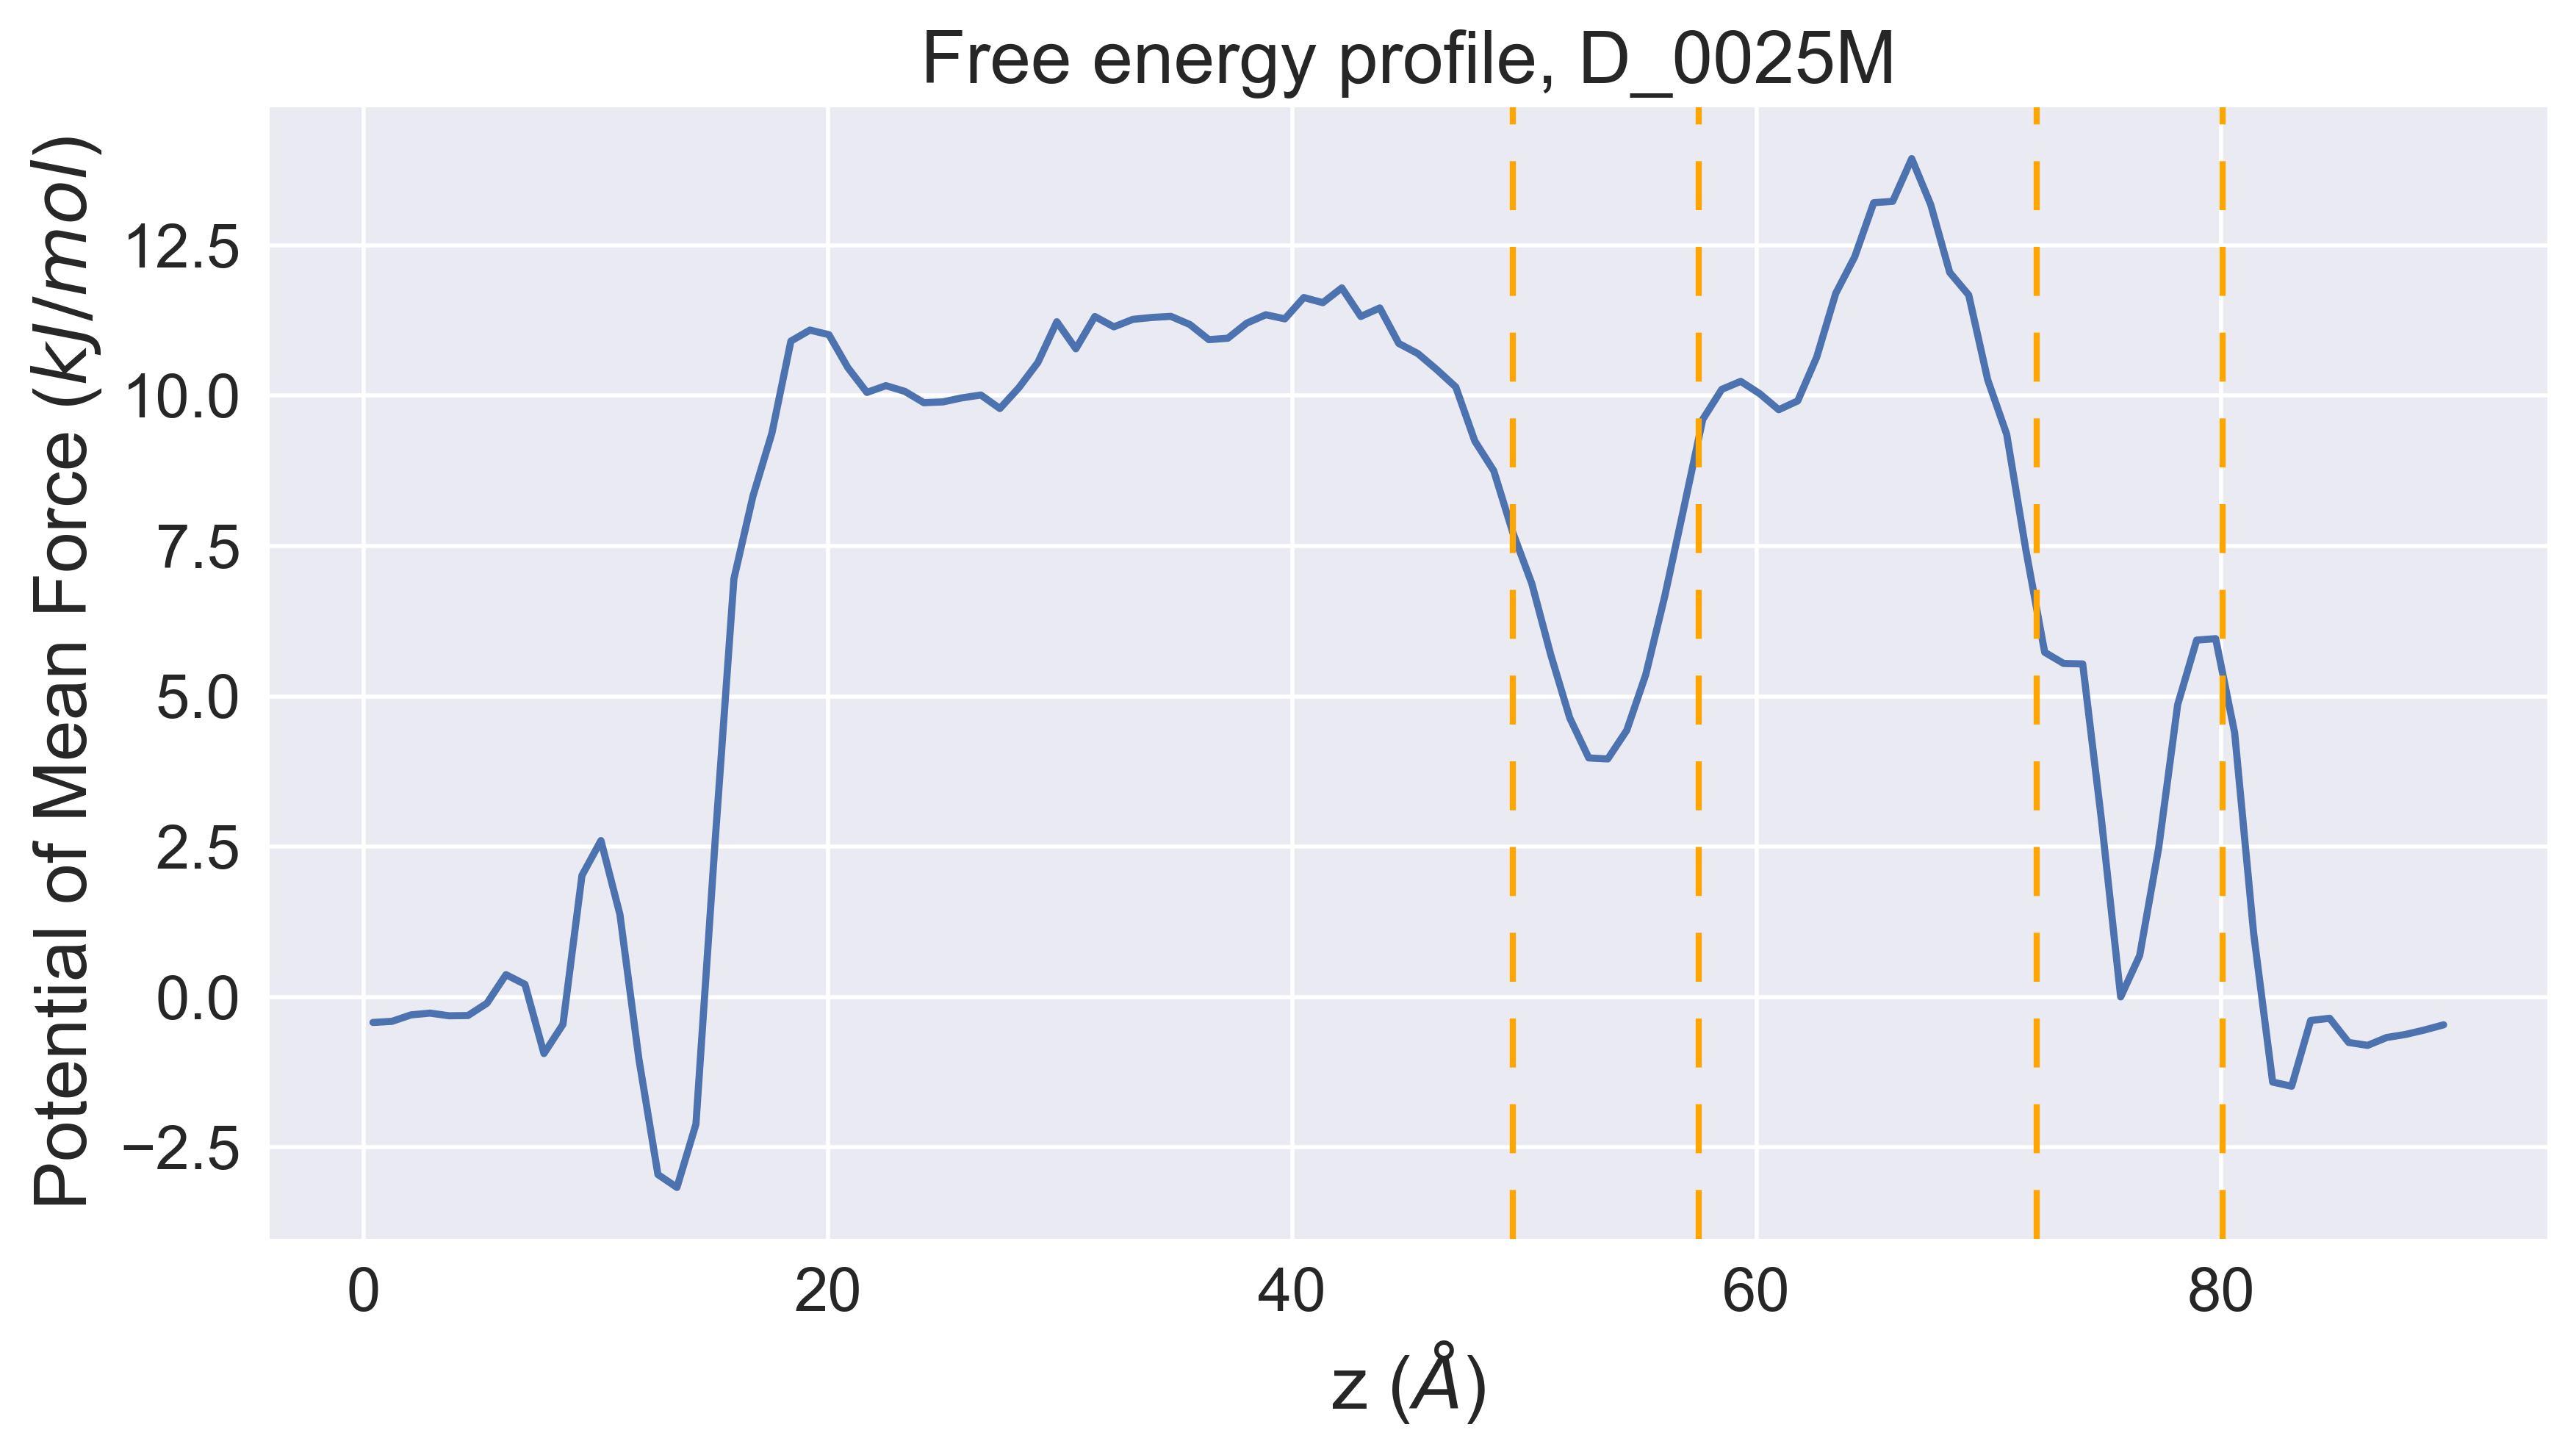 Free energy profile, D_0025M
Potential of Mean Force (kJ/mol)
12.5
10.0
7.5
5.0
2.5
0.0
−2.5
0 20 40 60 80
z (Å)